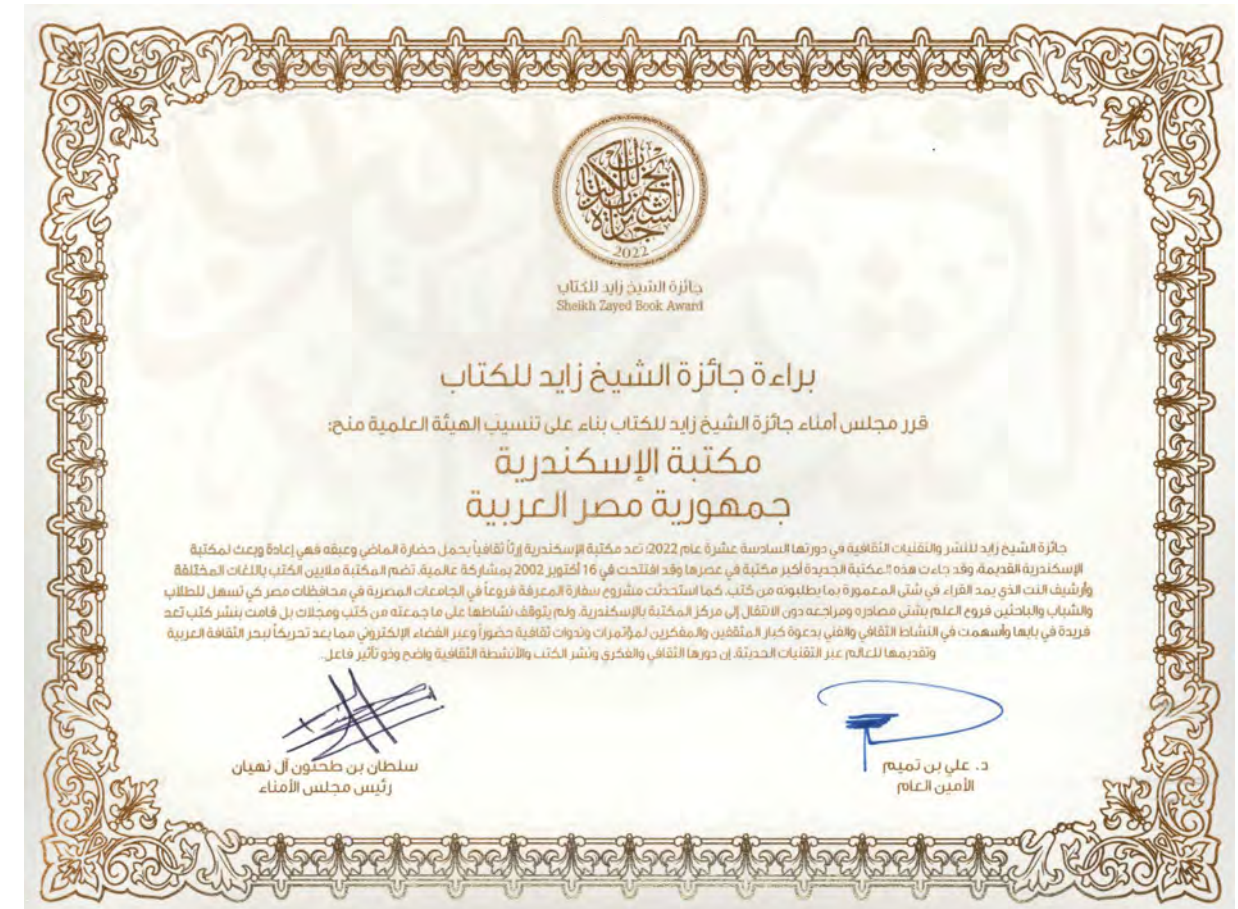 جائزة الشيخ زايد للكتاب
2022
جائزة الشيخ زايد للكتاب
Sheikh Zayed Book Award
براءة جائزة الشيخ زايد للكتاب
قرر مجلس أمناء جائزة الشيخ زايد للكتاب بناء على تنسيب الهيئة العلمية منح:
مكتبة الإسكندرية
جمهورية مصر العربية
جائزة الشيخ زايد للنشر والتقنيات الثقافية في دورتها السادسة عشرة عام 2022؛ تعد مكتبة الإسكندرية إرثاً ثقافياً يحمل حضارة الماضي وعبقه فهي إعادة وبعث لمكتبة
الإسكندرية القديمة، وقد جاءت هذه المكتبة الجديدة أكبر مكتبة في عصرها وقد افتتحت في 16 أكتوبر 2002 بمشاركة عالمية. تضم المكتبة ملايين الكتب باللغات المختلفة
وأرشيف النت الذي يمد القراء في شتى المعمورة بما يطلبونه من كتب. كما استحدثت مشروع سفارة المعرفة فروعاً في الجامعات المصرية في محافظات مصر كي تسهل للطلاب
والشباب والباحثين فروع العلم بشتى مصادره ومراجعه دون الانتقال إلى مركز المكتبة بالإسكندرية. ولم يتوقف نشاطها على ما جمعته من كتب ومجلات بل قامت بنشر كتب تعد
فريدة في بابها وأسهمت في النشاط الثقافي والفني بدعوة كبار المثقفين والمفكرين لمؤتمرات وندوات ثقافية حضوراً وعبر الفضاء الإلكتروني مما يعد تحريكاً لبحر الثقافة العربية
وتقديمها للعالم عبر التقنيات الحديثة. إن دورها الثقافي والفكري ونشر الكتب والأنشطة الثقافية واضح وذو تأثير فاعل.
د. علي بن تميم
الأمين العام
سلطان بن طحنون آل نهيان
رئيس مجلس الأمناء